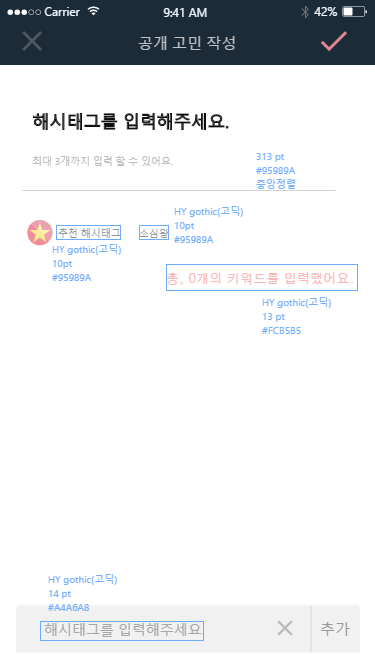 Carrier 9:41 AM 42%
공개 고민 작성
해시태그를 입력해주세요.
최대 3개까지 입력 할 수 있어요.
313 pt
#95989A
중앙정렬
HY gothic(고딕)
10pt
#95989A
추천 해시태그 소심왕
HY gothic(고딕)
10pt
#95989A
총, 0개의 키워드를 입력했어요.
HY gothic(고딕)
13 pt
#FCB5B5
HY gothic(고딕)
14 pt
#A4A6A8
해시태그를 입력해주세요. 추가